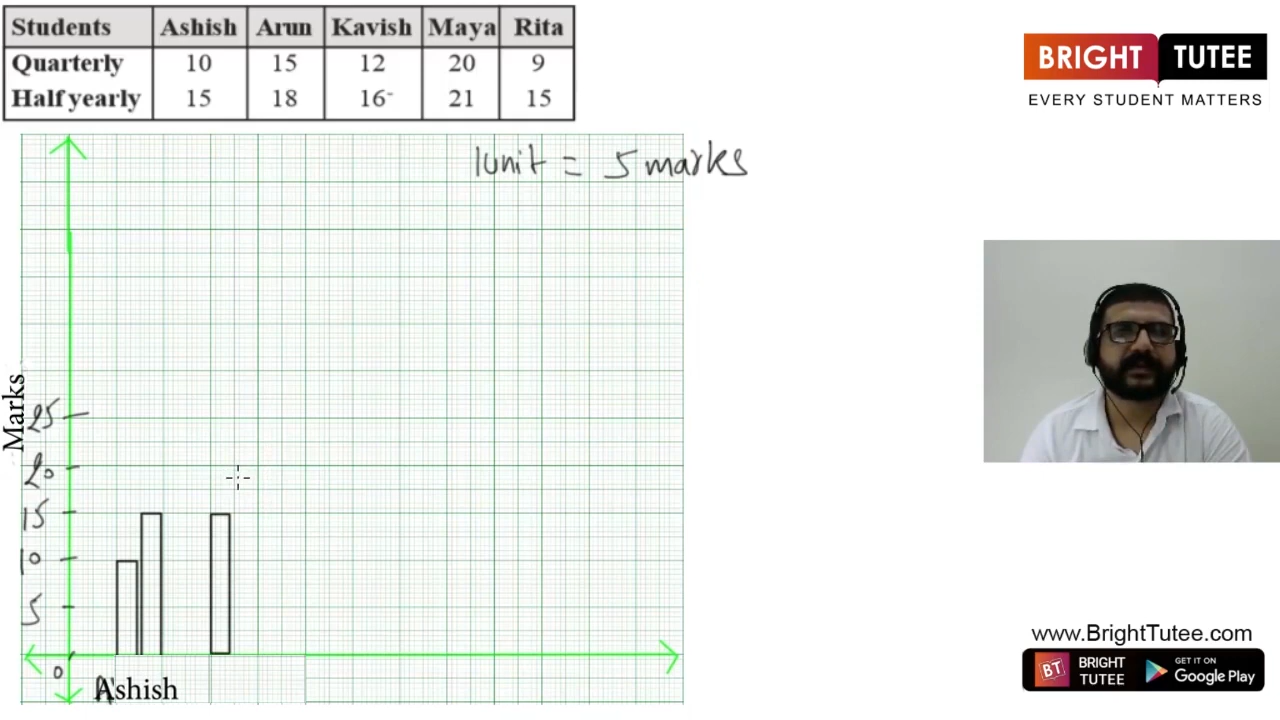 Students Ashish Arun Kavish Maya Rita
Quarterly 10 15 12 20 9
Half yearly 15 18 16 21 15
BRIGHT TUTEE
EVERY STUDENT MATTERS
1unit = 5 marks
Marks
25
20
15
10
5
0
Ashish
www.BrightTutee.com
BT BRIGHT TUTEE
GET IT ON
Google Play